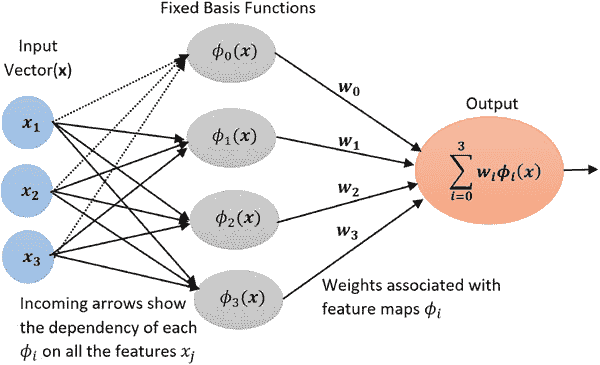 Fixed Basis Functions
Input
Vector(x)
x₁
x₂
x₃
ϕ₀(x)
ϕ₁(x)
ϕ₂(x)
ϕ₃(x)
w₀
w₁
w₂
w₃
Output
3
∑ wᵢϕᵢ(x)
i=0
Incoming arrows show
the dependency of each
ϕᵢ on all the features xⱼ
Weights associated with
feature maps ϕᵢ